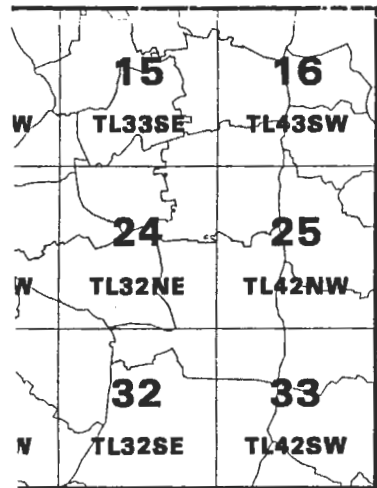 15 16
W TL33SE TL43SW
24 25
W TL32NE TL42NW
32 33
W TL32SE TL42SW